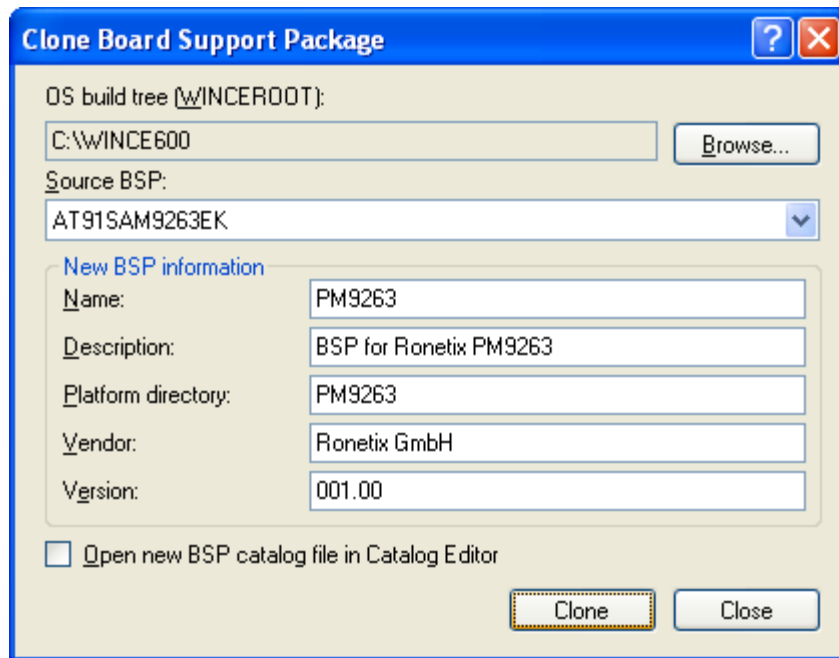 Clone Board Support Package
OS build tree (WINCEROOT):
C:\WINCE600
Browse...
Source BSP:
AT91SAM9263EK
New BSP information
Name: PM9263
Description: BSP for Ronetix PM9263
Platform directory: PM9263
Vendor: Ronetix GmbH
Version: 001.00
Open new BSP catalog file in Catalog Editor
Clone Close